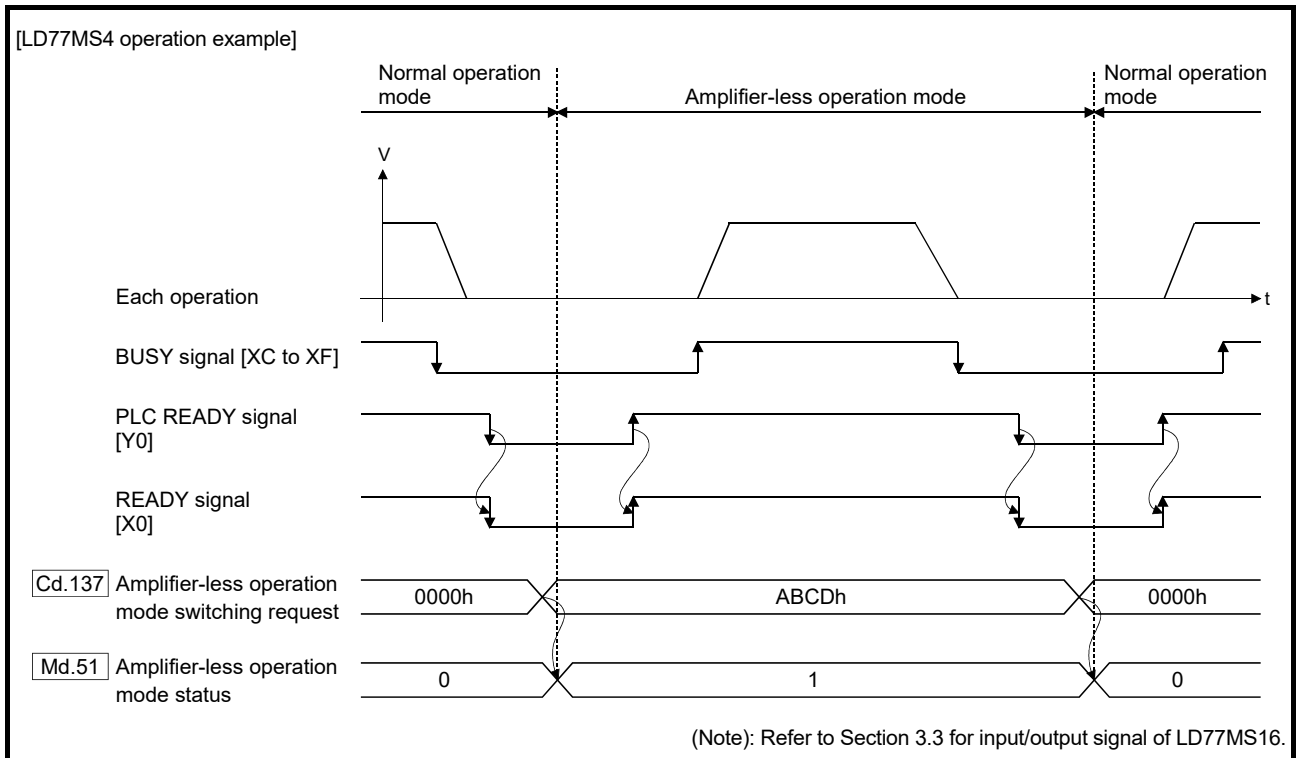 [LD77MS4 operation example]
Normal operation
mode
Amplifier-less operation mode
Normal operation
mode
V
Each operation
t
BUSY signal [XC to XF]
PLC READY signal
[Y0]
READY signal
[X0]
Cd.137 Amplifier-less operation
mode switching request
0000h
ABCDh
0000h
Md.51 Amplifier-less operation
mode status
0
1
0
(Note): Refer to Section 3.3 for input/output signal of LD77MS16.